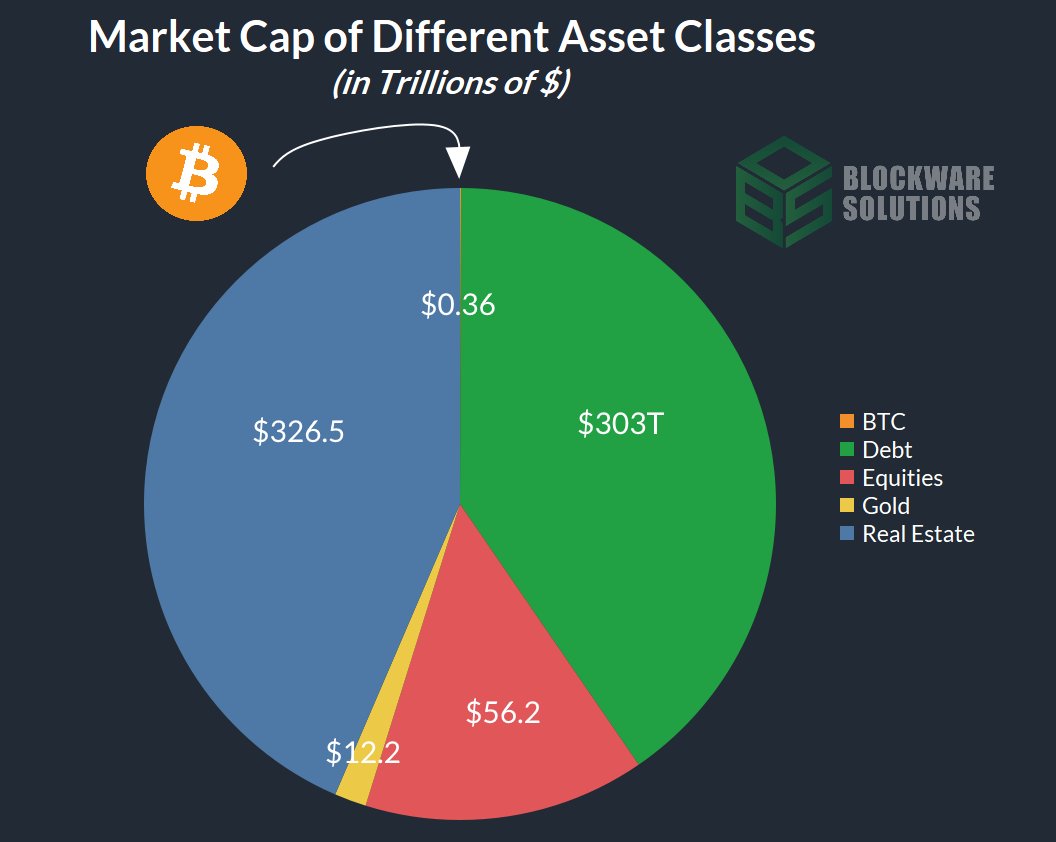 Market Cap of Different Asset Classes
(in Trillions of $)
BLOCKWARE
SOLUTIONS
$0.36
$303T
$326.5
$56.2
$12.2
BTC
Debt
Equities
Gold
Real Estate